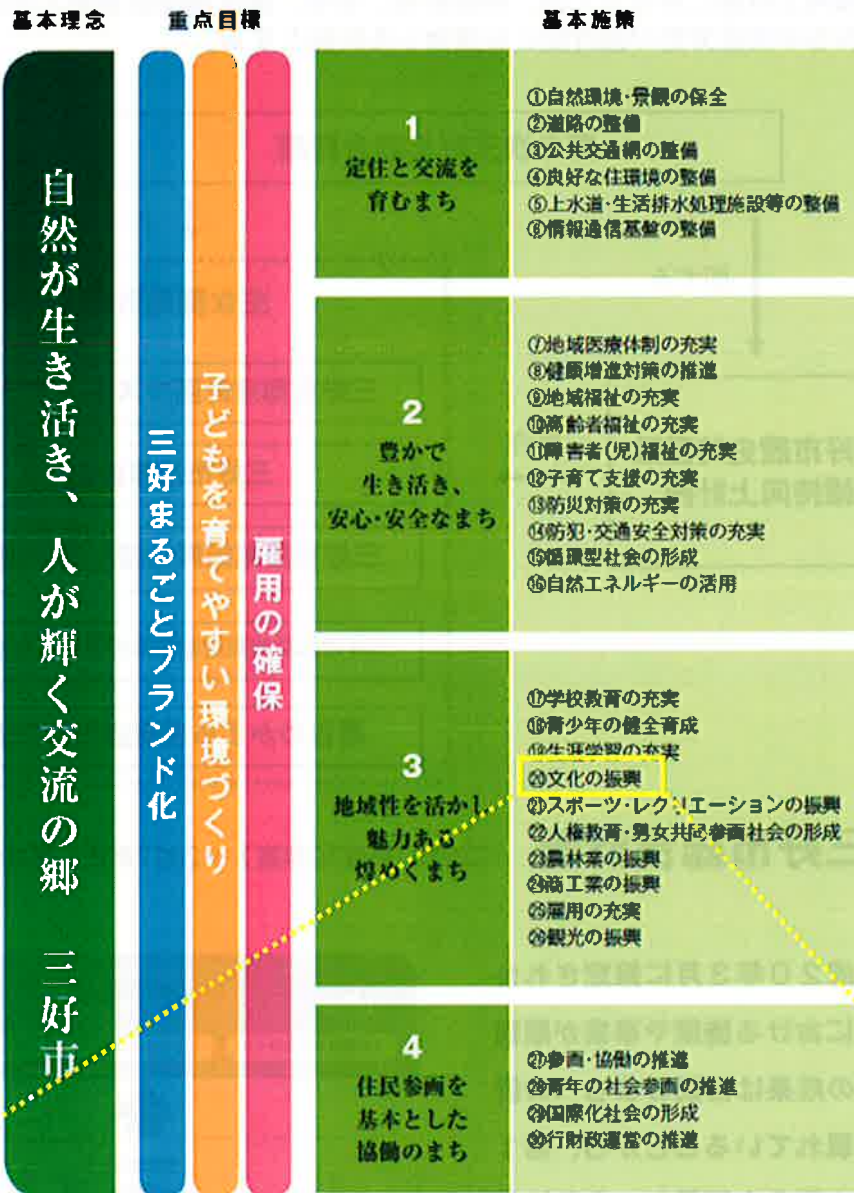 基本理念
重点目標
基本施策
自然が生き活き、人が輝く交流の郷 三好市
三好まるごとブランド化
子どもを育てやすい環境づくり
雇用の確保
1
定住と交流を
育むまち
①自然環境・景観の保全
②道路の整備
③公共交通網の整備
④良好な住環境の整備
⑤上水道・生活排水処理施設等の整備
⑥情報通信基盤の整備
2
豊かで
生き活き、
安心・安全なまち
⑦地域医療体制の充実
⑧健康増進対策の推進
⑨地域福祉の充実
⑩高齢者福祉の充実
⑪障害者(児)福祉の充実
⑫子育て支援の充実
⑬防災対策の充実
⑭防犯・交通安全対策の充実
⑮循環型社会の形成
⑯自然エネルギーの活用
3
地域性を活かし、
魅力ある
煌めくまち
⑰学校教育の充実
⑱青少年の健全育成
⑲生涯学習の充実
⑳文化の振興
㉑スポーツ・レクリエーションの振興
㉒人権教育・男女共同参画社会の形成
㉓農林業の振興
㉔商工業の振興
㉕雇用の充実
㉖観光の振興
4
住民参画を
基本とした
協働のまち
㉗参画・協働の推進
㉘青年の社会参画の推進
㉙国際化社会の形成
㉚行財政運営の推進